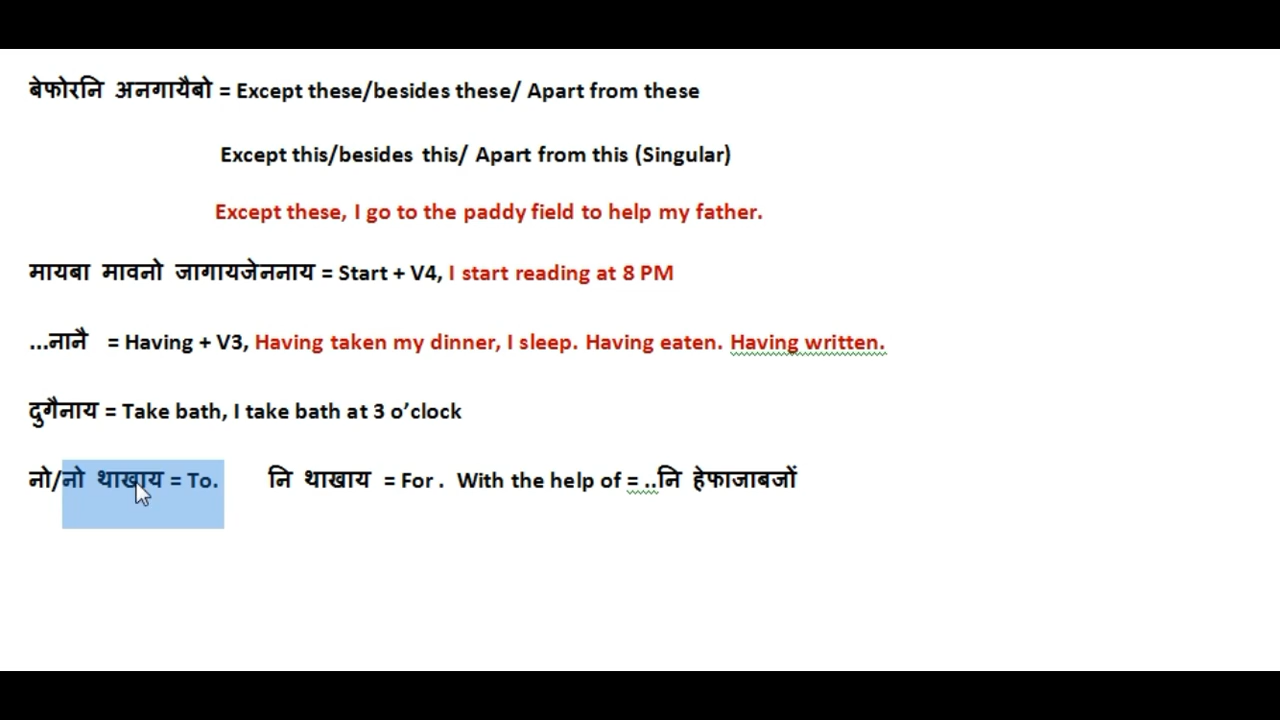 बेफोरनि अनगायैबो = Except these/besides these/ Apart from these
Except this/besides this/ Apart from this (Singular)
Except these, I go to the paddy field to help my father.
मायबा मावनो जागायजेननाय = Start + V4, I start reading at 8 PM
...नानै = Having + V3, Having taken my dinner, I sleep. Having eaten. Having written.
दुगैनाय = Take bath, I take bath at 3 o’clock
नो/नो थाखाय = To. नि थाखाय = For . With the help of = ..नि हेफाजाबजों